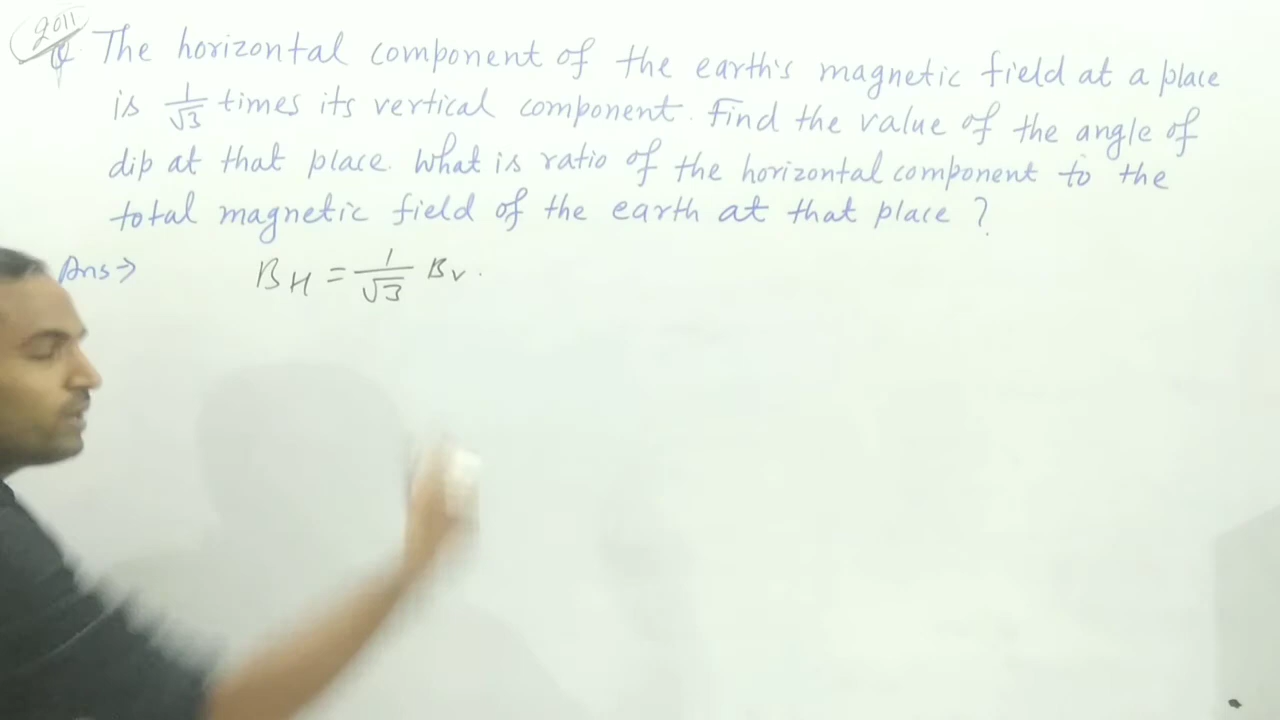 2011
Q. The horizontal component of the earth's magnetic field at a place
is 1/√3 times its vertical component. Find the value of the angle of
dip at that place. What is ratio of the horizontal component to the
total magnetic field of the earth at that place ?
Ans→ B_H = 1/√3 B_v.